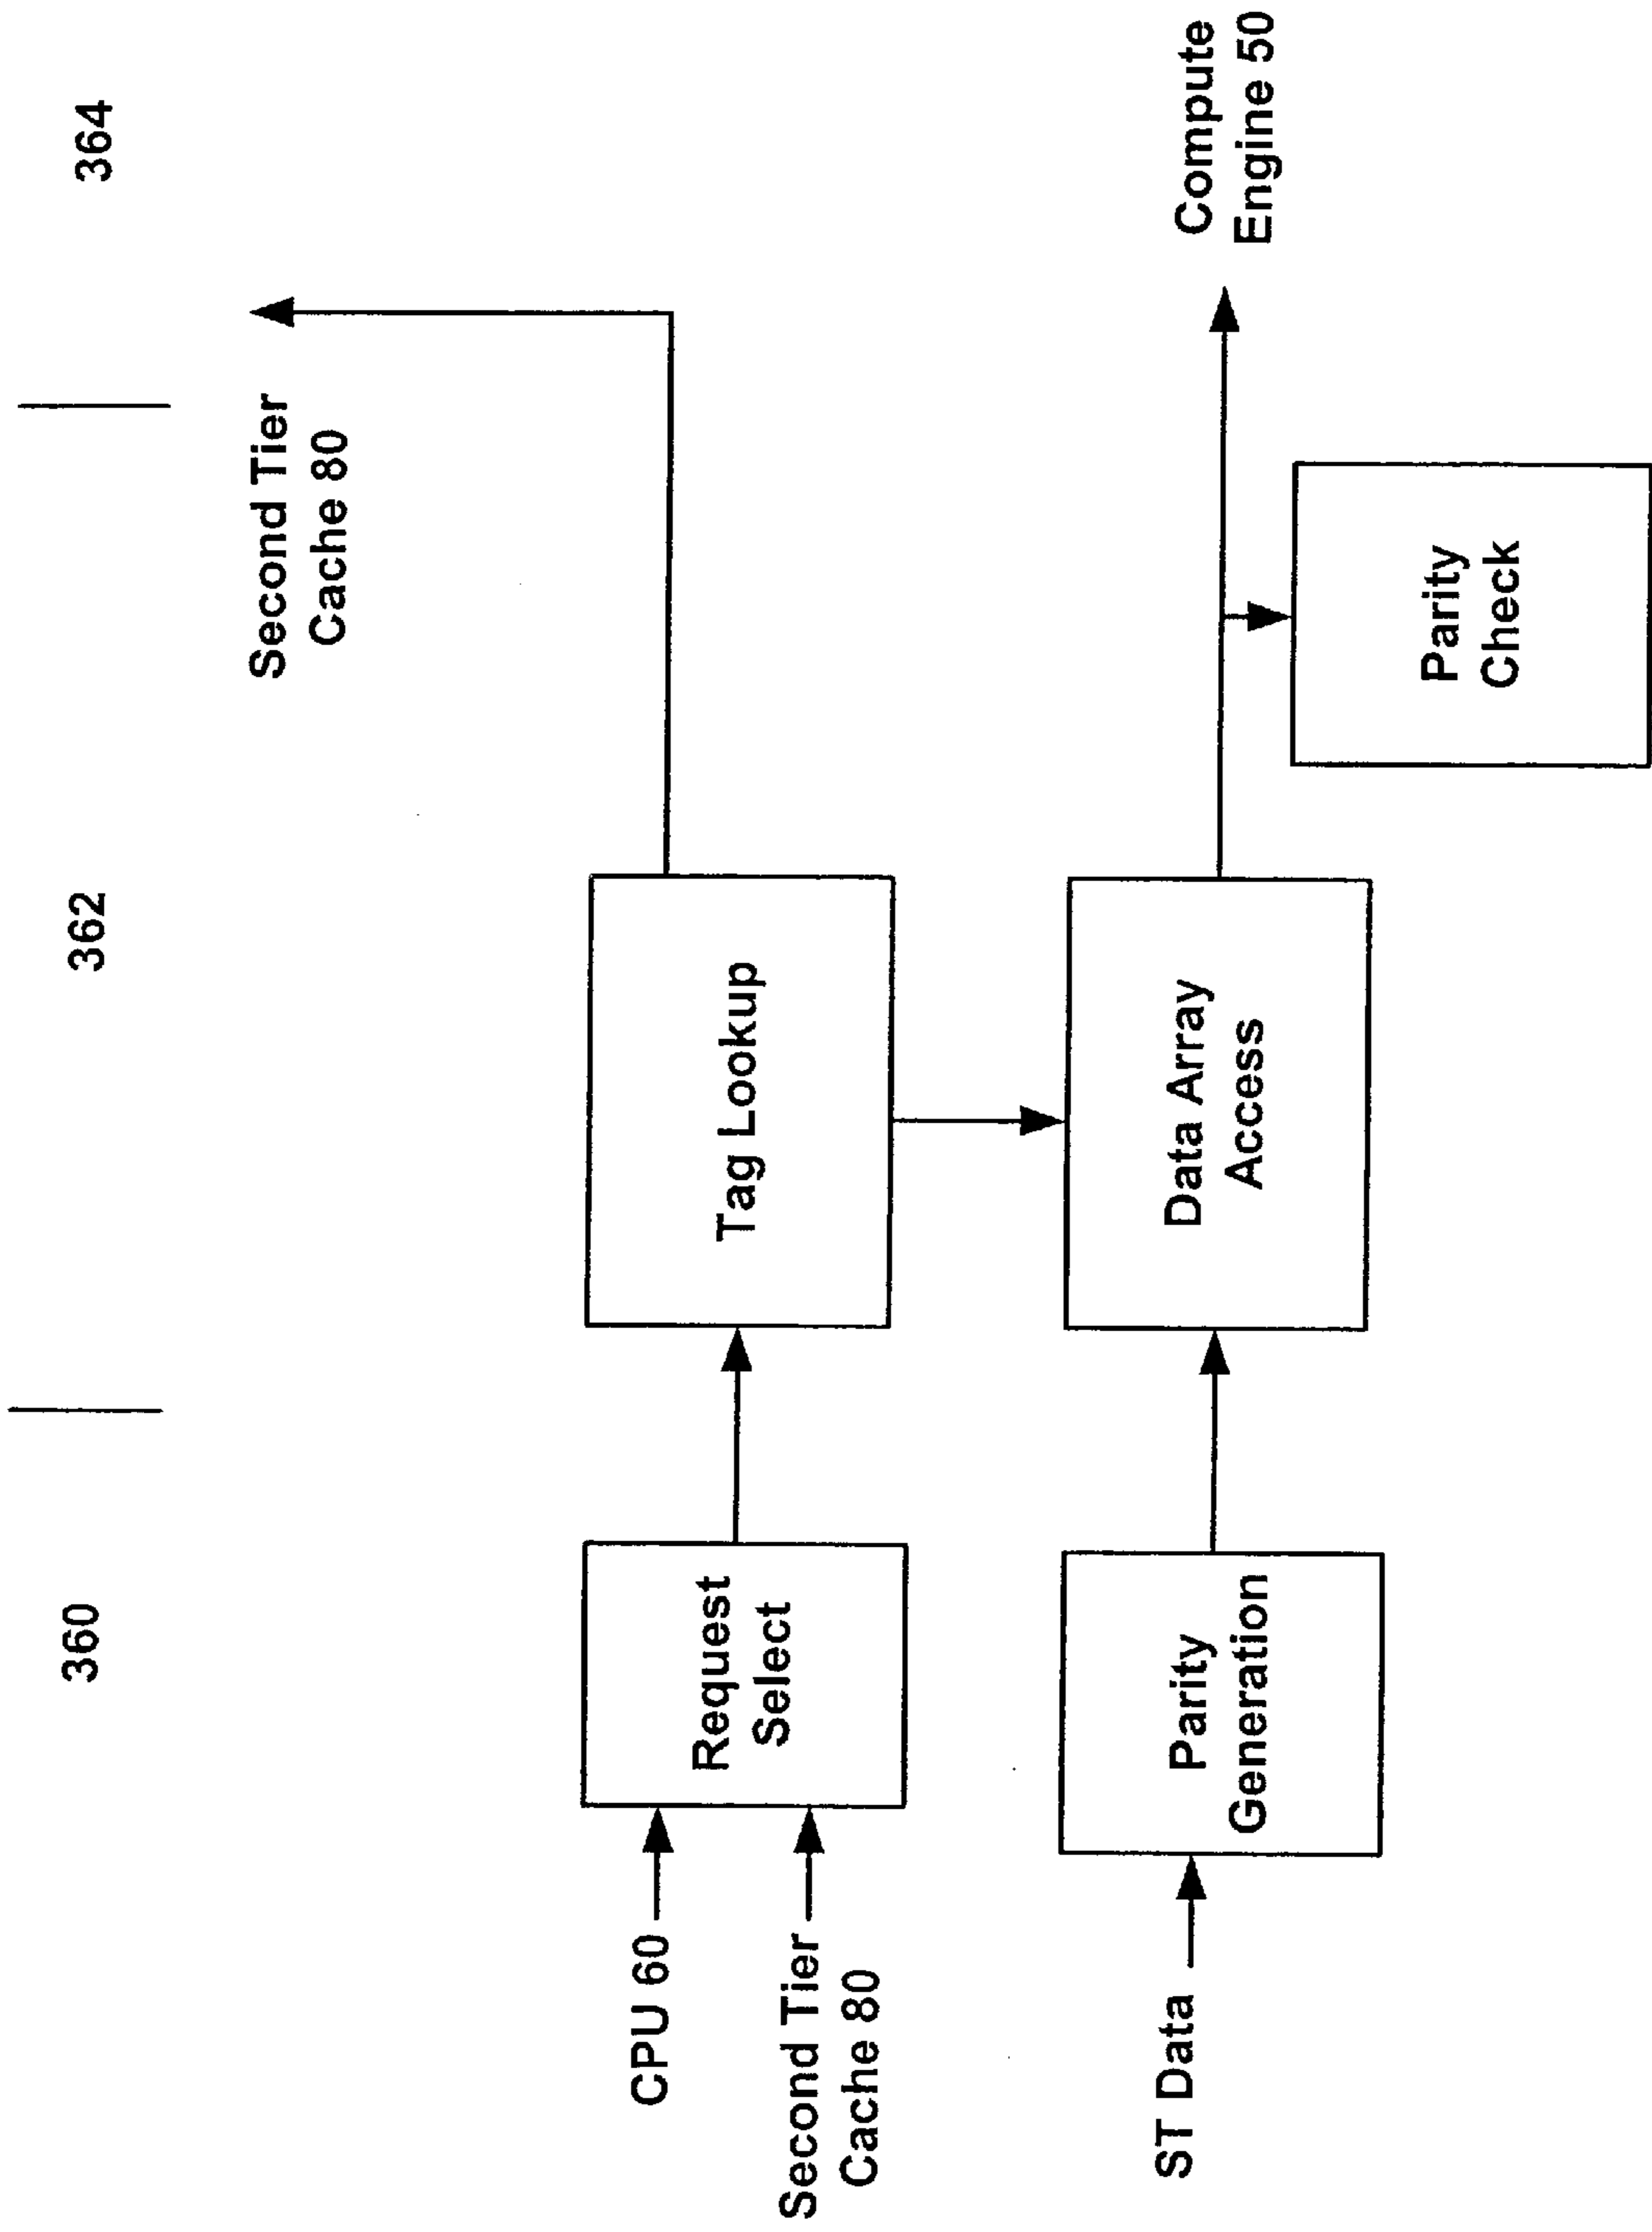 360
362
364
Second Tier
Cache 80
CPU 60
Second Tier
Cache 80
Request
Select
Tag Lookup
ST Data
Parity
Generation
Data Array
Access
Parity
Check
Compute
Engine 50